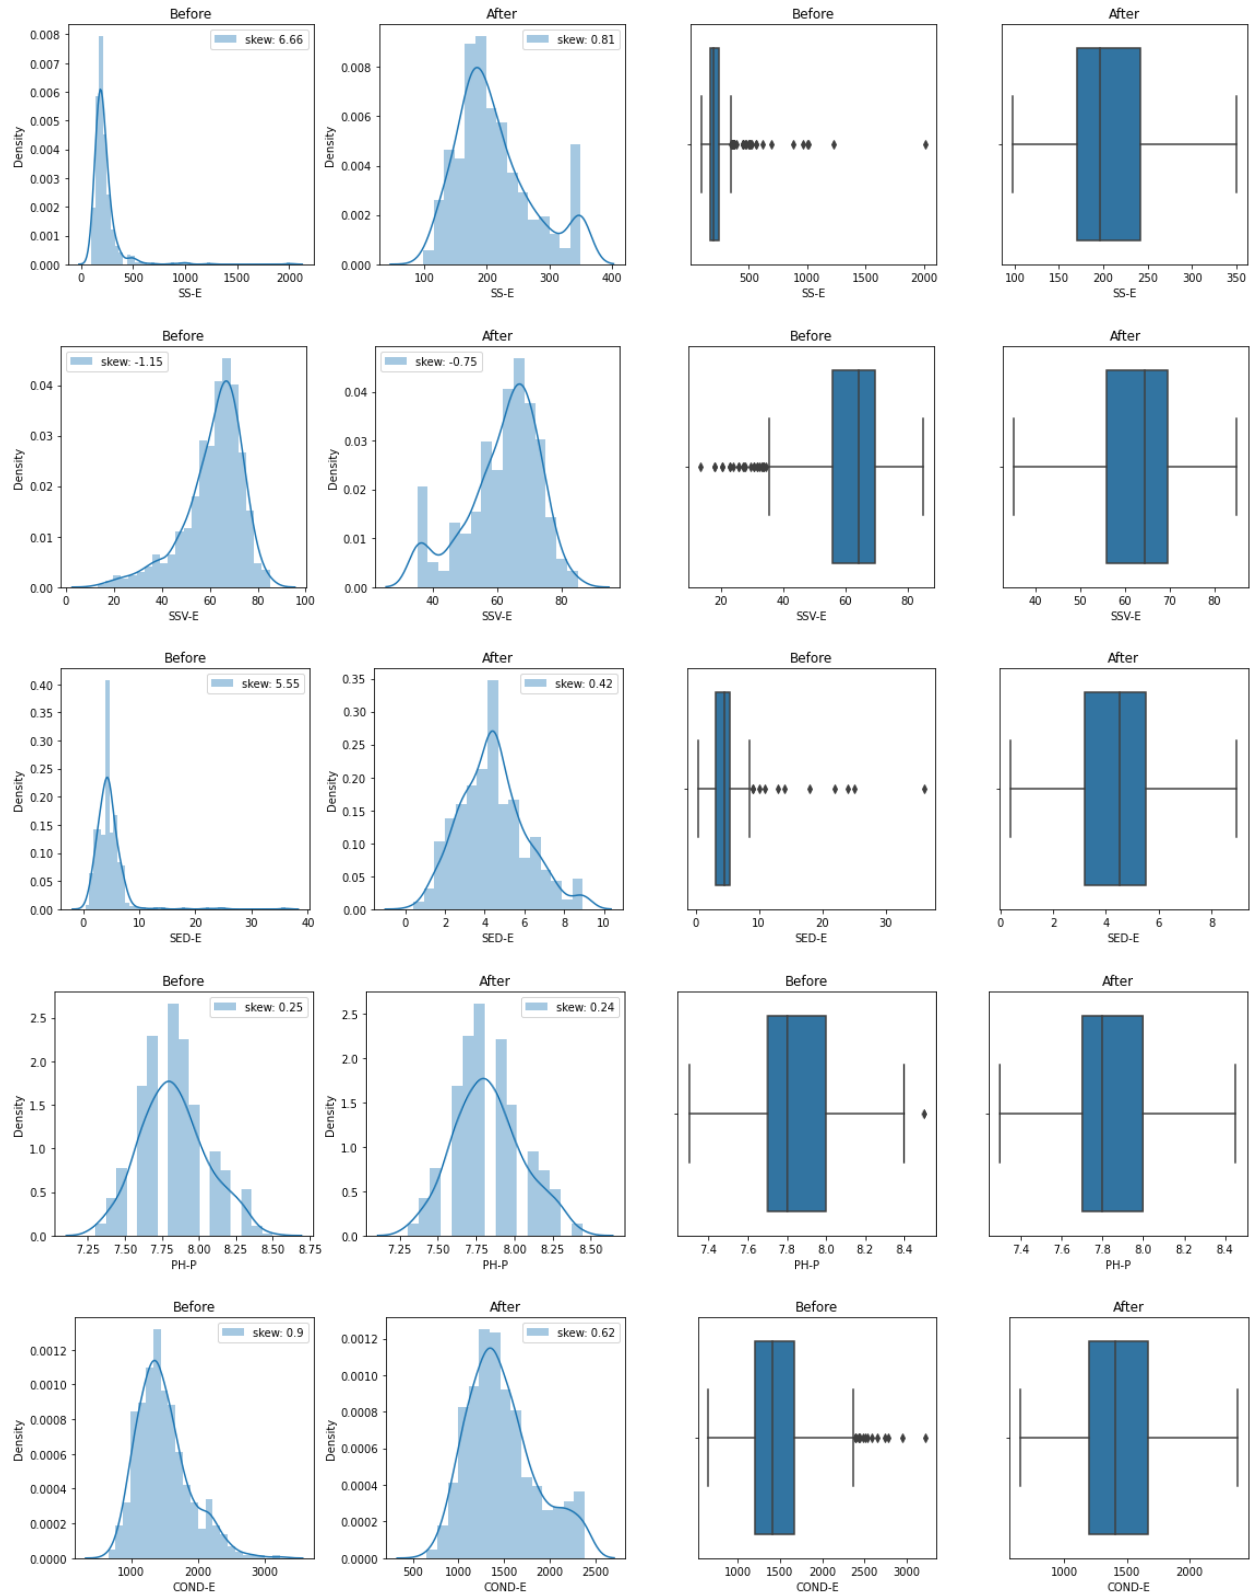 Before
After
Before
After
skew: 6.66
skew: 0.81
Density
0.008
0.007
0.006
0.005
0.004
0.003
0.002
0.001
0.000
0 500 1000 1500 2000
SS-E
Density
0.008
0.006
0.004
0.002
0.000
100 200 300 400
SS-E
500 1000 1500 2000
SS-E
100 150 200 250 300 350
SS-E
Before
After
Before
After
skew: -1.15
skew: -0.75
Density
0.04
0.03
0.02
0.01
0.00
0 20 40 60 80 100
SSV-E
Density
0.04
0.03
0.02
0.01
0.00
40 60 80
SSV-E
20 40 60 80
SSV-E
40 50 60 70 80
SSV-E
Before
After
Before
After
skew: 5.55
skew: 0.42
Density
0.40
0.35
0.30
0.25
0.20
0.15
0.10
0.05
0.00
0 10 20 30 40
SED-E
Density
0.35
0.30
0.25
0.20
0.15
0.10
0.05
0.00
0 2 4 6 8 10
SED-E
0 10 20 30
SED-E
0 2 4 6 8
SED-E
Before
After
Before
After
skew: 0.25
skew: 0.24
Density
2.5
2.0
1.5
1.0
0.5
0.0
7.25 7.50 7.75 8.00 8.25 8.50 8.75
PH-P
Density
2.5
2.0
1.5
1.0
0.5
0.0
7.25 7.50 7.75 8.00 8.25 8.50
PH-P
7.4 7.6 7.8 8.0 8.2 8.4
PH-P
7.4 7.6 7.8 8.0 8.2 8.4
PH-P
Before
After
Before
After
skew: 0.9
skew: 0.62
Density
0.0012
0.0010
0.0008
0.0006
0.0004
0.0002
0.0000
1000 2000 3000
COND-E
Density
0.0012
0.0010
0.0008
0.0006
0.0004
0.0002
0.0000
500 1000 1500 2000 2500
COND-E
1000 1500 2000 2500 3000
COND-E
1000 1500 2000
COND-E